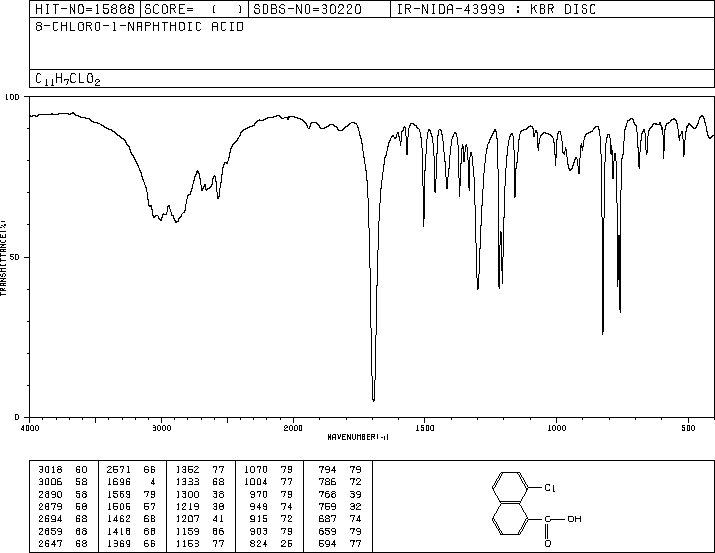 HIT-NO=15888 SCORE= ( ) SDBS-NO=30220 IR-NIDA-43999 : KBR DISC
8-CHLORO-1-NAPHTHOIC ACID
C11H7CLO2
100
50
0
TRANSMITTANCE(%)
4000 3000 2000 1500 1000 500
WAVENUMBER(-1)
3018 60 2571 66 1362 77 1070 79 794 79
3006 58 1696 4 1333 68 1004 77 786 72
2890 58 1569 79 1300 38 970 79 768 39
2879 60 1506 57 1219 38 949 74 759 32
2694 68 1462 68 1207 41 915 72 687 74
2659 68 1418 68 1159 66 903 79 659 79
2647 68 1369 66 1153 77 824 26 594 77
Cl
C—OH
O